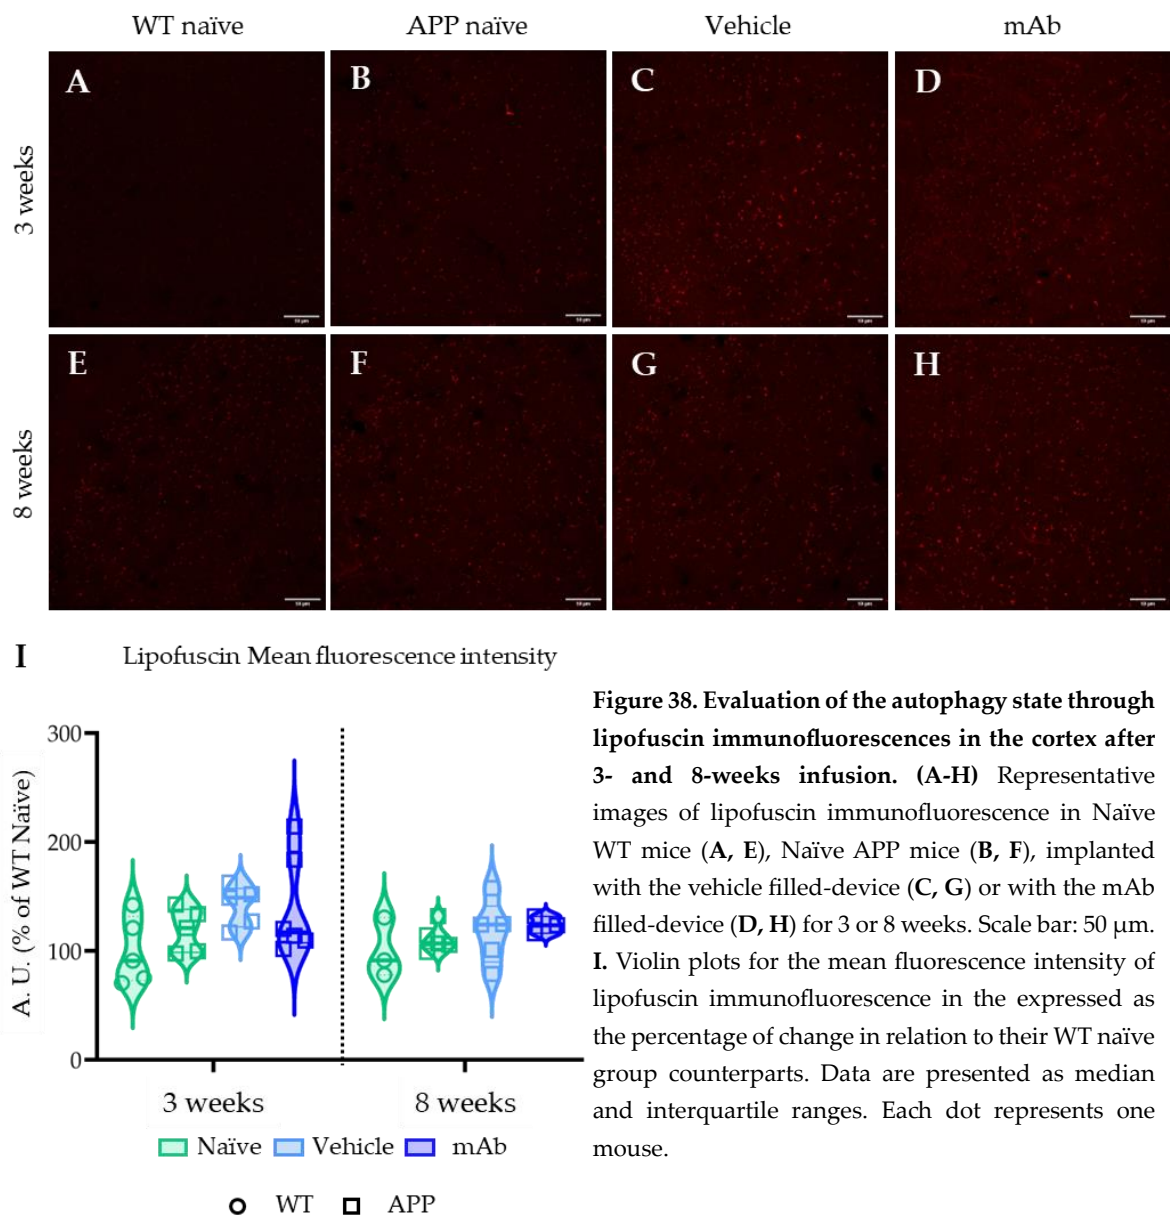 WT naïve APP naïve Vehicle mAb
3 weeks
A B C D
8 weeks
E F G H
I Lipofuscin Mean fluorescence intensity
A. U. (% of WT Naïve)
300
200
100
0
3 weeks 8 weeks
Naïve Vehicle mAb
WT APP
Figure 38. Evaluation of the autophagy state through
lipofuscin immunofluorescences in the cortex after
3- and 8-weeks infusion. (A-H) Representative
images of lipofuscin immunofluorescence in Naïve
WT mice (A, E), Naïve APP mice (B, F), implanted
with the vehicle filled-device (C, G) or with the mAb
filled-device (D, H) for 3 or 8 weeks. Scale bar: 50 µm.
I. Violin plots for the mean fluorescence intensity of
lipofuscin immunofluorescence in the expressed as
the percentage of change in relation to their WT naïve
group counterparts. Data are presented as median
and interquartile ranges. Each dot represents one
mouse.